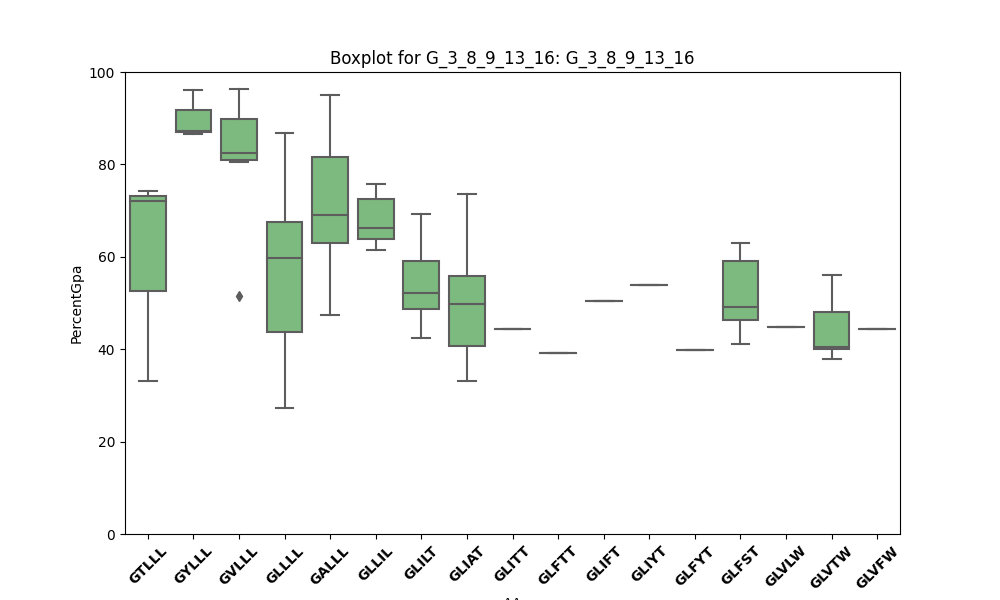 Boxplot for G_3_8_9_13_16: G_3_8_9_13_16
100
80
60
40
20
0
PercentGpa
GTLLL GYLLL GVLLL GLLLL GALLL GLLIL GLILT GLIAT GLITT GLFTT GLIFT GLIYT GLFYT GLFST GLVLW GLVTW GLVFW